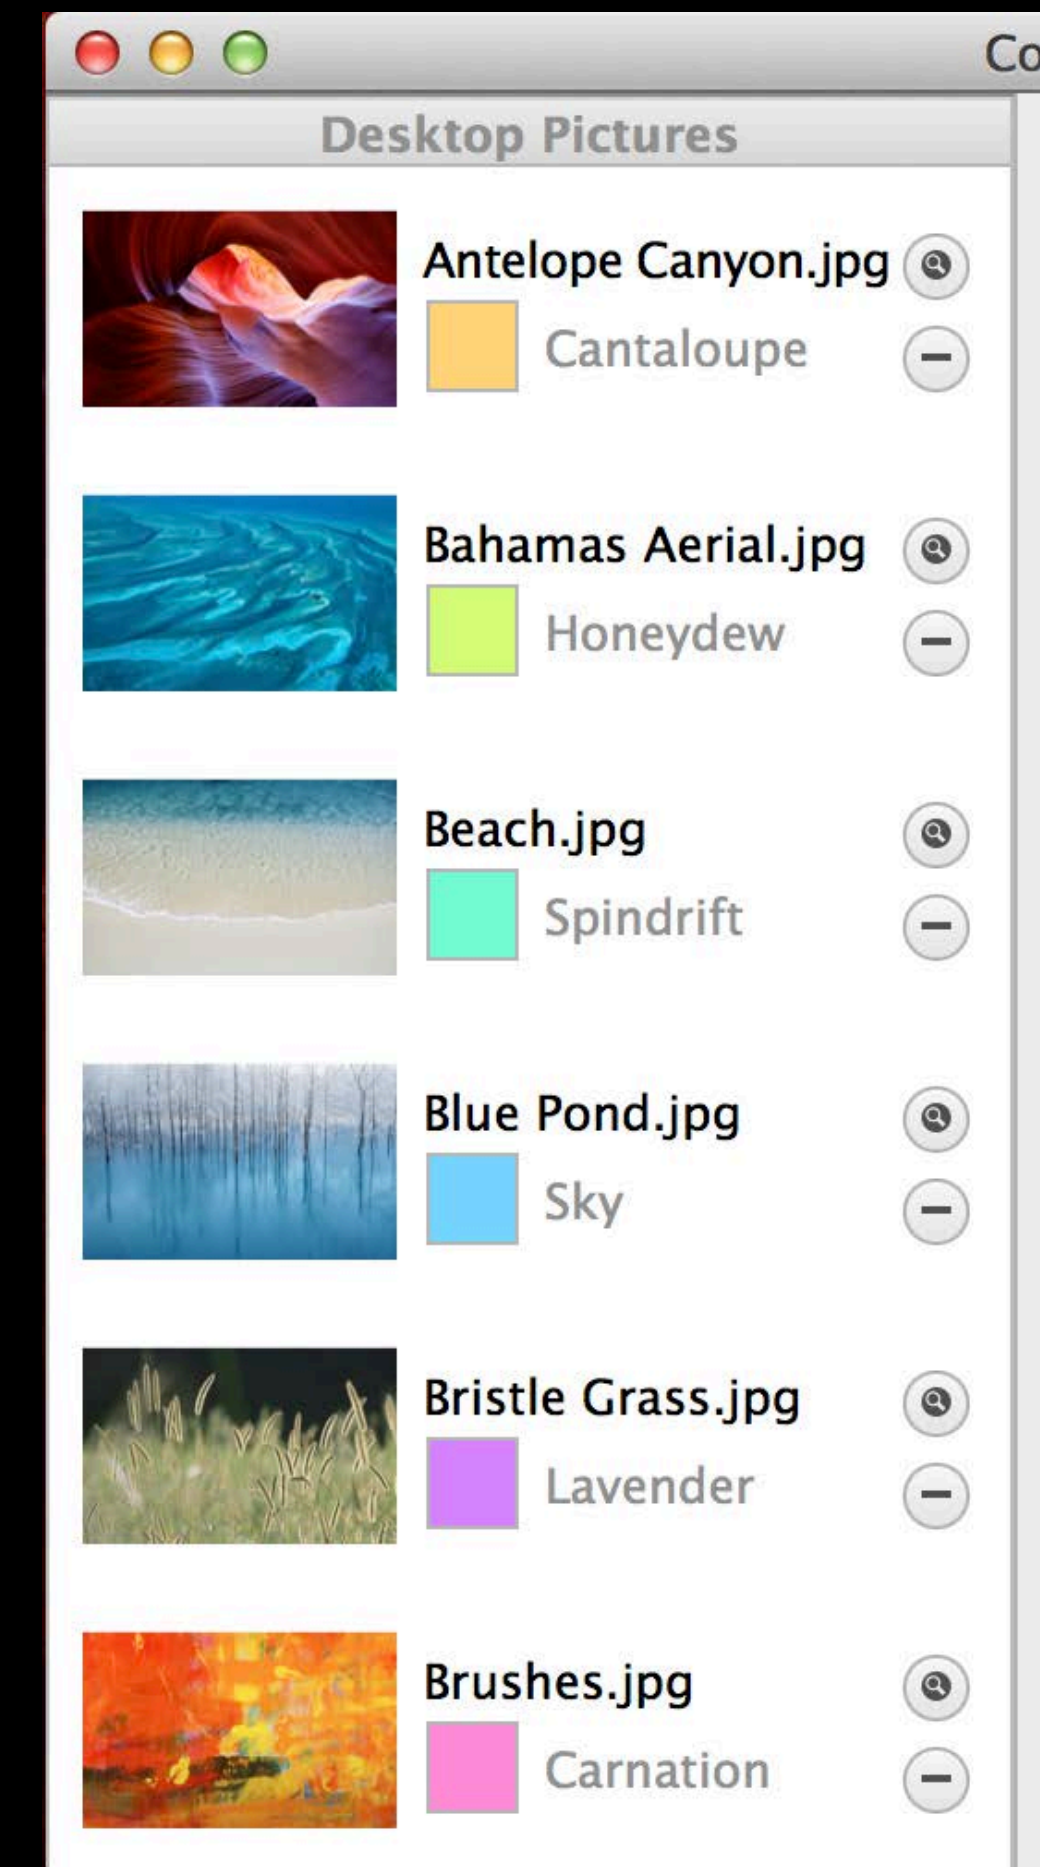 Co
Desktop Pictures
Antelope Canyon.jpg
Cantaloupe
Bahamas Aerial.jpg
Honeydew
Beach.jpg
Spindrift
Blue Pond.jpg
Sky
Bristle Grass.jpg
Lavender
Brushes.jpg
Carnation